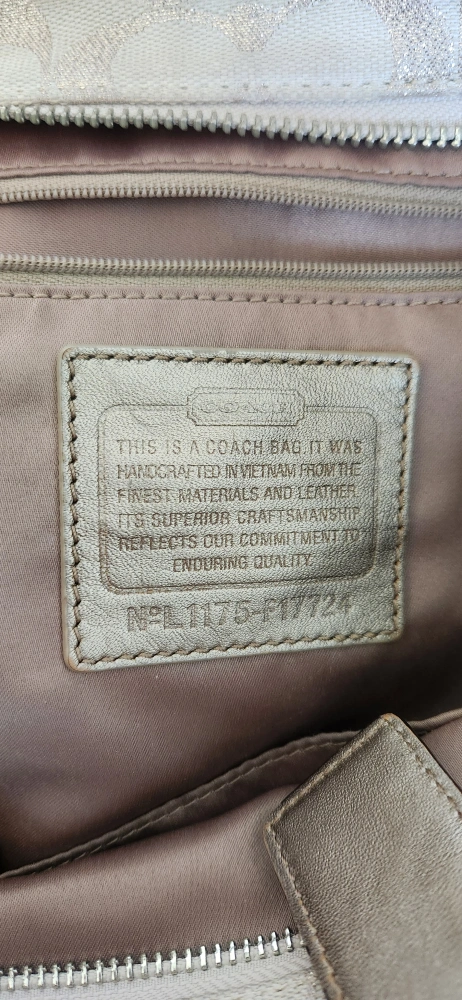 COACH
THIS IS A COACH BAG. IT WAS
HANDCRAFTED IN VIETNAM FROM THE
FINEST MATERIALS AND LEATHER.
ITS SUPERIOR CRAFTSMANSHIP
REFLECTS OUR COMMITMENT TO
ENDURING QUALITY.
Nº L1175-F17724